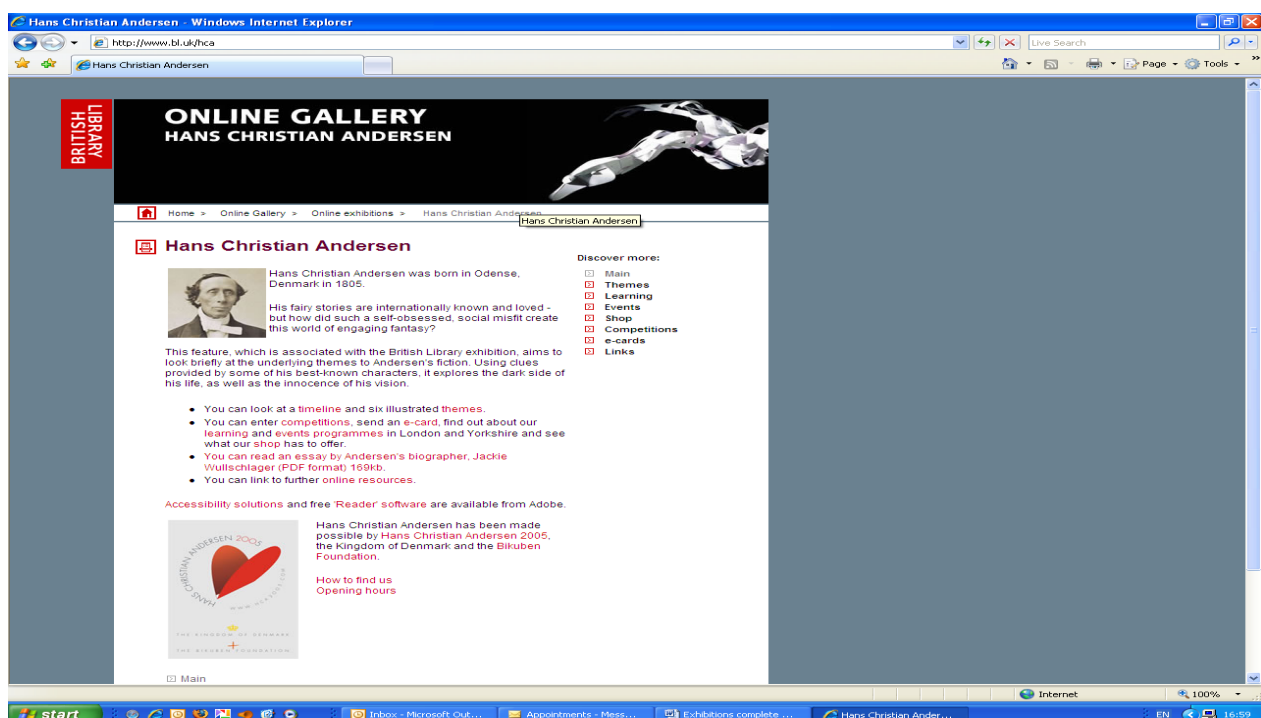 Hans Christian Andersen - Windows Internet Explorer
http://www.bl.uk/hca
Live Search
Hans Christian Andersen
Page
Tools
BRITISH
LIBRARY
ONLINE GALLERY
HANS CHRISTIAN ANDERSEN
Home > Online Gallery > Online exhibitions > Hans Christian Andersen
Hans Christian Andersen
Hans Christian Andersen
Hans Christian Andersen was born in Odense,
Denmark in 1805.
His fairy stories are internationally known and loved -
but how did such a self-obsessed, social misfit create
this world of engaging fantasy?
This feature, which is associated with the British Library exhibition, aims to
look briefly at the underlying themes to Andersen's fiction. Using clues
provided by some of his best-known characters, it explores the dark side of
his life, as well as the innocence of his vision.
• You can look at a timeline and six illustrated themes.
• You can enter competitions, send an e-card, find out about our
learning and events programmes in London and Yorkshire and see
what our shop has to offer.
• You can read an essay by Andersen's biographer, Jackie
Wullschlager (PDF format) 169kb.
• You can link to further online resources.
Accessibility solutions and free 'Reader' software are available from Adobe.
Hans Christian Andersen has been made
possible by Hans Christian Andersen 2005,
the Kingdom of Denmark and the Bikuben
Foundation.
How to find us
Opening hours
HANS CHRISTIAN ANDERSEN 2005
THE KINGDOM OF DENMARK
THE BIKUBEN FOUNDATION
Main
Discover more:
Main
Themes
Learning
Events
Shop
Competitions
e-cards
Links
Internet
100%
start
Inbox - Microsoft Out...
Appointments - Mess...
Exhibitions complete ...
Hans Christian Ander...
EN
16:59